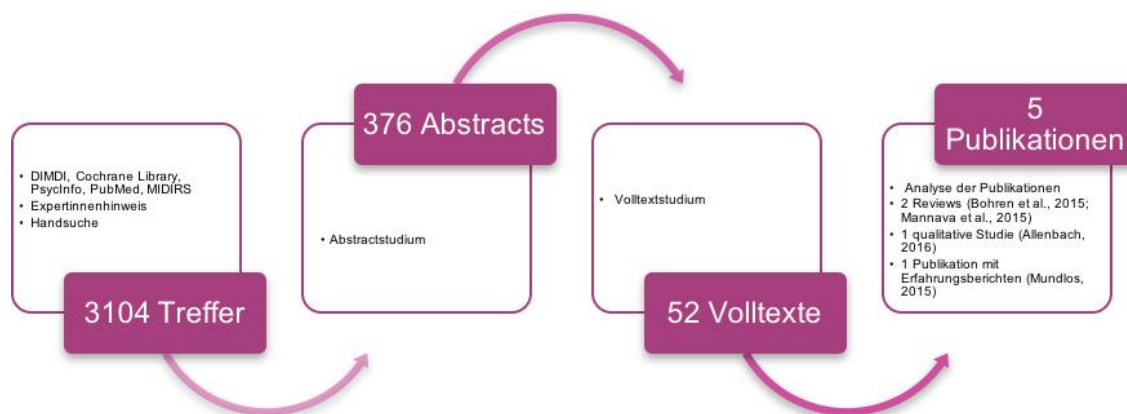 • DIMDI, Cochrane Library,
PsycInfo, PubMed, MIDIRS
• Expertinnenhinweis
• Handsuche
3104 Treffer
376 Abstracts
• Abstractstudium
• Volltextstudium
52 Volltexte
5
Publikationen
• Analyse der Publikationen
• 2 Reviews (Bohren et al., 2015;
Mannava et al., 2015)
• 1 qualitative Studie (Allenbach,
2016)
• 1 Publikation mit
Erfahrungsberichten (Mundlos,
2015)